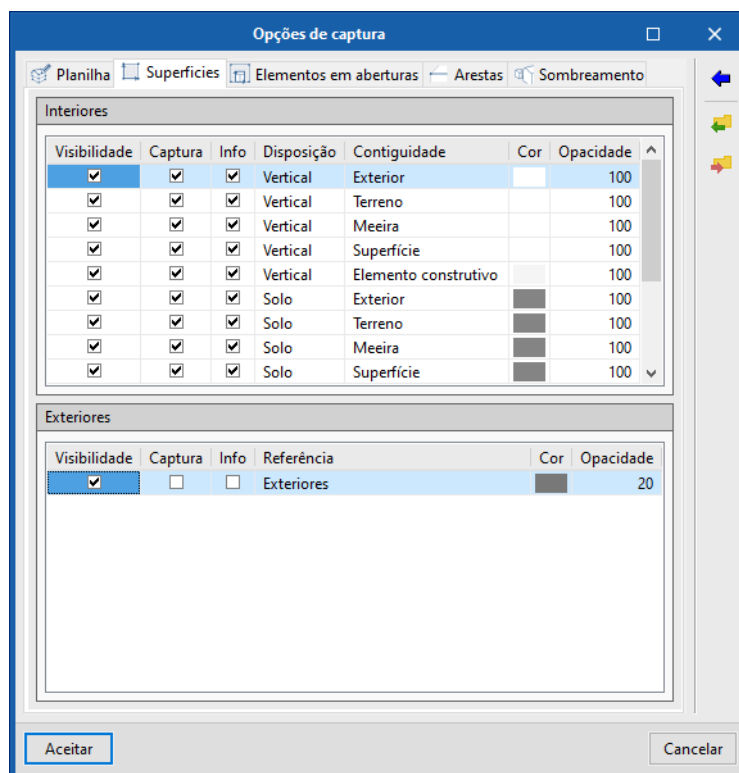 Opções de captura
Planilha Superficies Elementos em aberturas Arestas Sombreamento
Interiores
Visibilidade Captura Info Disposição Contiguidade Cor Opacidade
Vertical Exterior 100
Vertical Terreno 100
Vertical Meeira 100
Vertical Superfície 100
Vertical Elemento construtivo 100
Solo Exterior 100
Solo Terreno 100
Solo Meeira 100
Solo Superfície 100
Exteriores
Visibilidade Captura Info Referência Cor Opacidade
Exteriores 20
Aceitar Cancelar